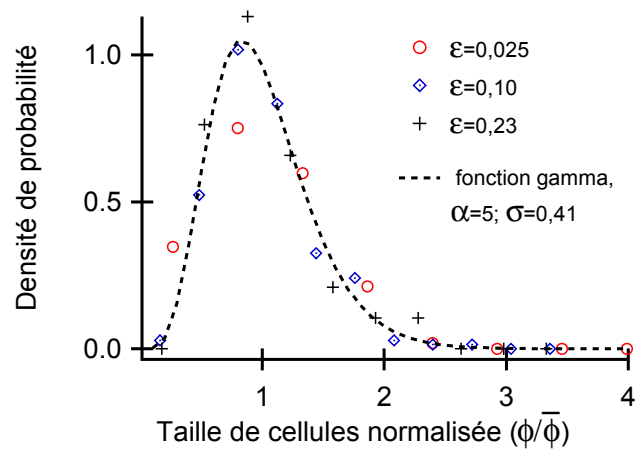 Densité de probabilité
1.0
0.5
0.0
ε=0,025
ε=0,10
ε=0,23
fonction gamma,
α=5; σ=0,41
1 2 3 4
Taille de cellules normalisée (ϕ/ϕ̅)